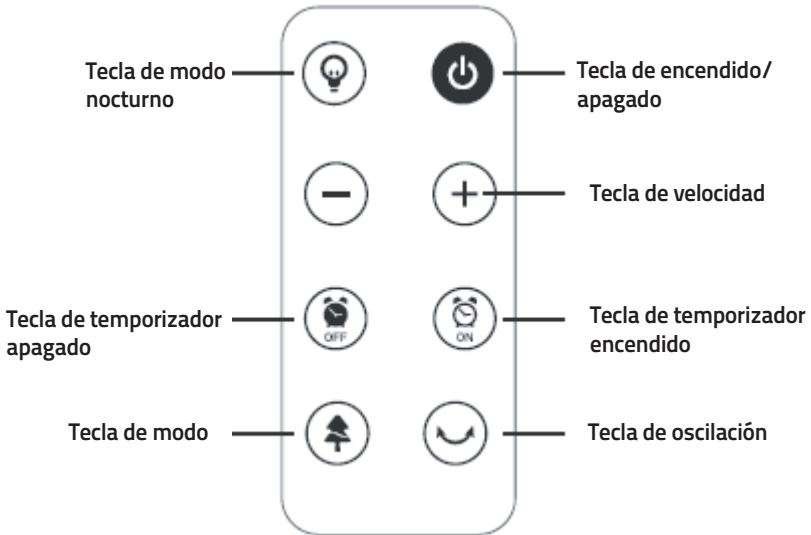 Tecla de modo
nocturno
Tecla de encendido/
apagado
Tecla de velocidad
Tecla de temporizador
apagado
OFF
ON
Tecla de temporizador
encendido
Tecla de modo
Tecla de oscilación